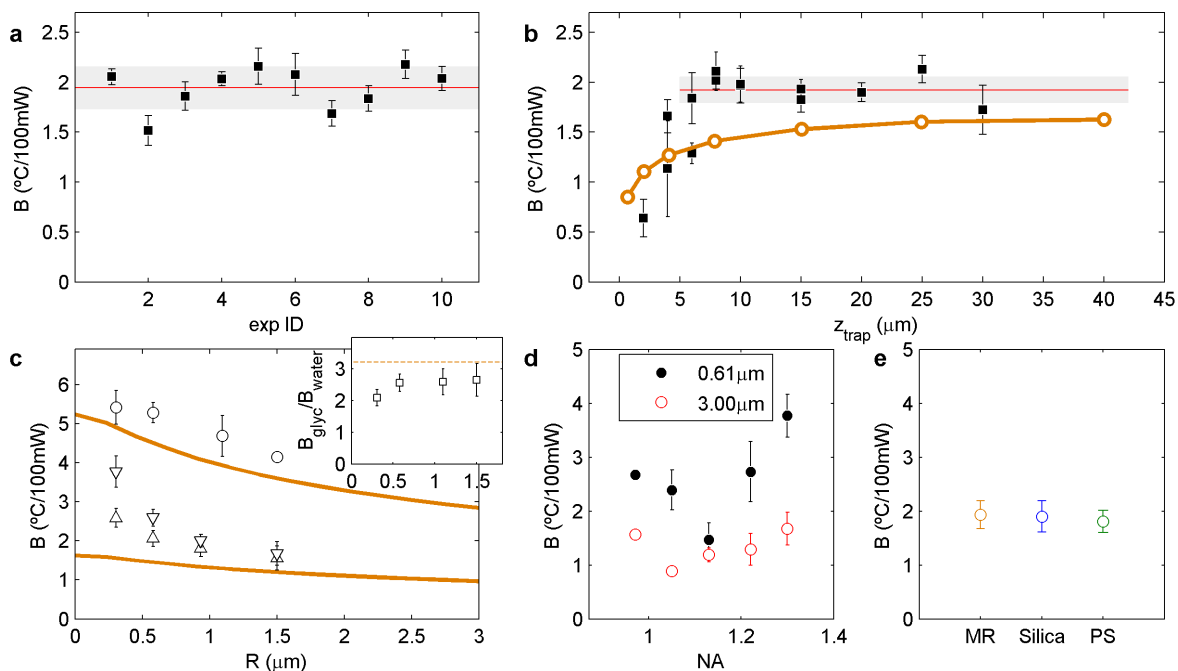 a
2.5
2
1.5
1
0.5
0
B (ºC/100mW)
2 4 6 8 10
exp ID
b
2.5
2
1.5
1
0.5
0
B (ºC/100mW)
0 5 10 15 20 25 30 35 40 45
z_trap (μm)
c
6
5
4
3
2
1
0
B (ºC/100mW)
0 0.5 1 1.5 2 2.5 3
R (μm)
3
2
1
0
B_glyc/B_water
0 0.5 1 1.5
d
5
4
3
2
1
0
B (ºC/100mW)
0.61μm
3.00μm
1 1.2 1.4
NA
e
5
4
3
2
1
0
B (ºC/100mW)
MR Silica PS